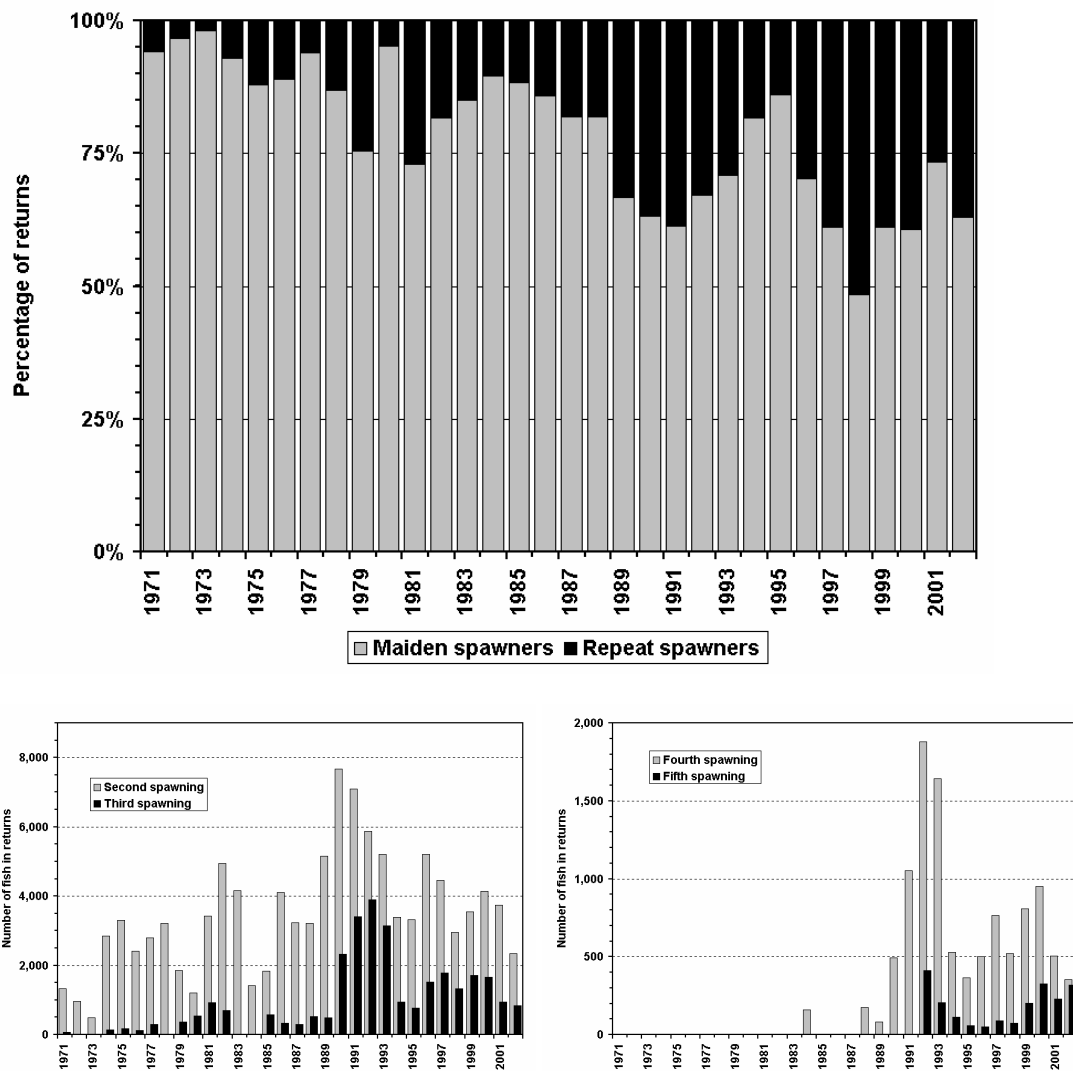 100%
75%
50%
25%
0%
Percentage of returns
1971 1973 1975 1977 1979 1981 1983 1985 1987 1989 1991 1993 1995 1997 1999 2001
Maiden spawners Repeat spawners
8,000
6,000
4,000
2,000
0
Number of fish in returns
Second spawning
Third spawning
1971 1973 1975 1977 1979 1981 1983 1985 1987 1989 1991 1993 1995 1997 1999 2001
2,000
1,500
1,000
500
0
Number of fish in returns
Fourth spawning
Fifth spawning
1971 1973 1975 1977 1979 1981 1983 1985 1987 1989 1991 1993 1995 1997 1999 2001